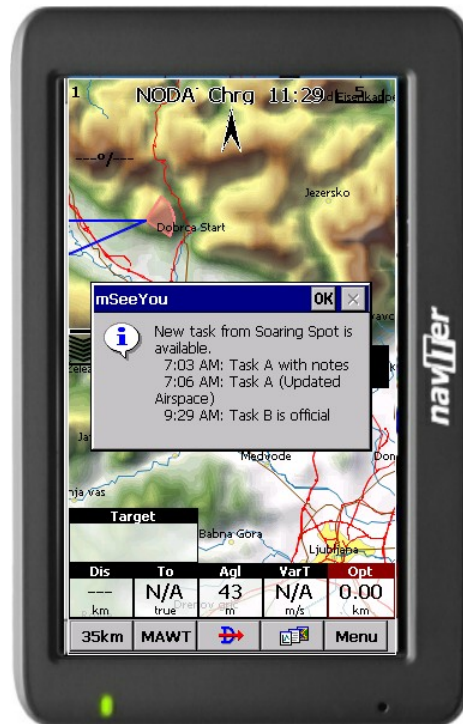 1 NODA' Chrg 11:29 5
Jezersko
---°/---
Dobrca Start
mSeeYou OK
New task from Soaring Spot is
available.
7:03 AM: Task A with notes
7:06 AM: Task A (Updated
Airspace)
9:29 AM: Task B is official
naviter
Medvode
Target
Babna Gora
Ljubljana
Dis To Agl VarT Opt
--- N/A 43 N/A 0.00
km true m m/s km
35km MAWT Menu